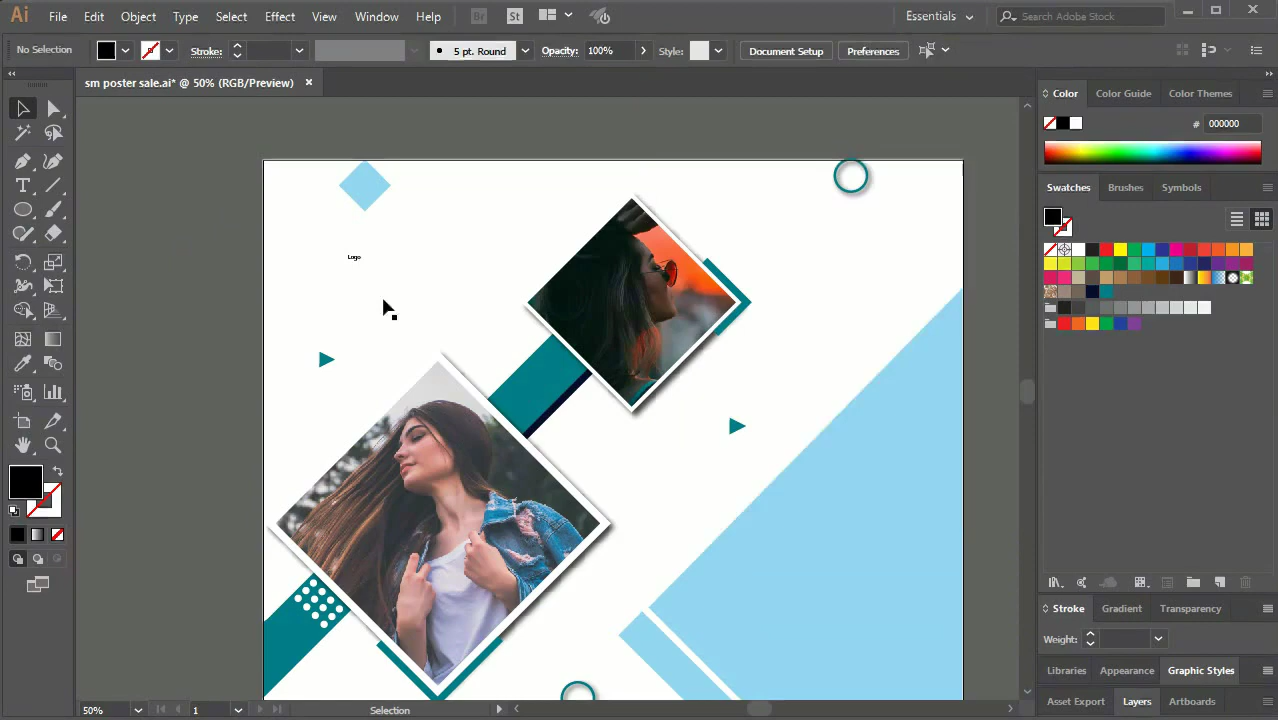 Ai File Edit Object Type Select Effect View Window Help Br St Essentials Search Adobe Stock
No Selection Stroke: 5 pt. Round Opacity: 100% Style: Document Setup Preferences
sm poster sale.ai* @ 50% (RGB/Preview) ×
Color Color Guide Color Themes
# 000000
Swatches Brushes Symbols
Logo
Stroke Gradient Transparency
Weight:
Libraries Appearance Graphic Styles
Asset Export Layers Artboards
50% 1 Selection